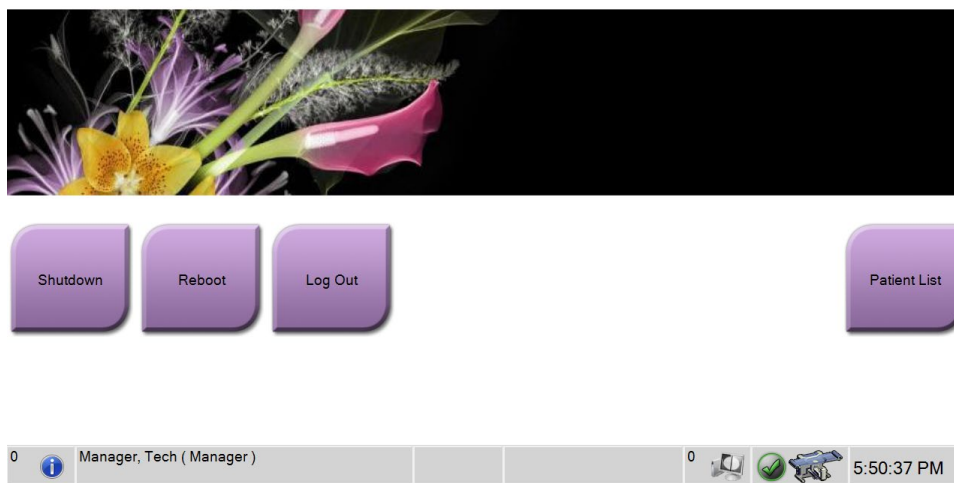 Shutdown
Reboot
Log Out
Patient List
0
Manager, Tech ( Manager )
0
5:50:37 PM